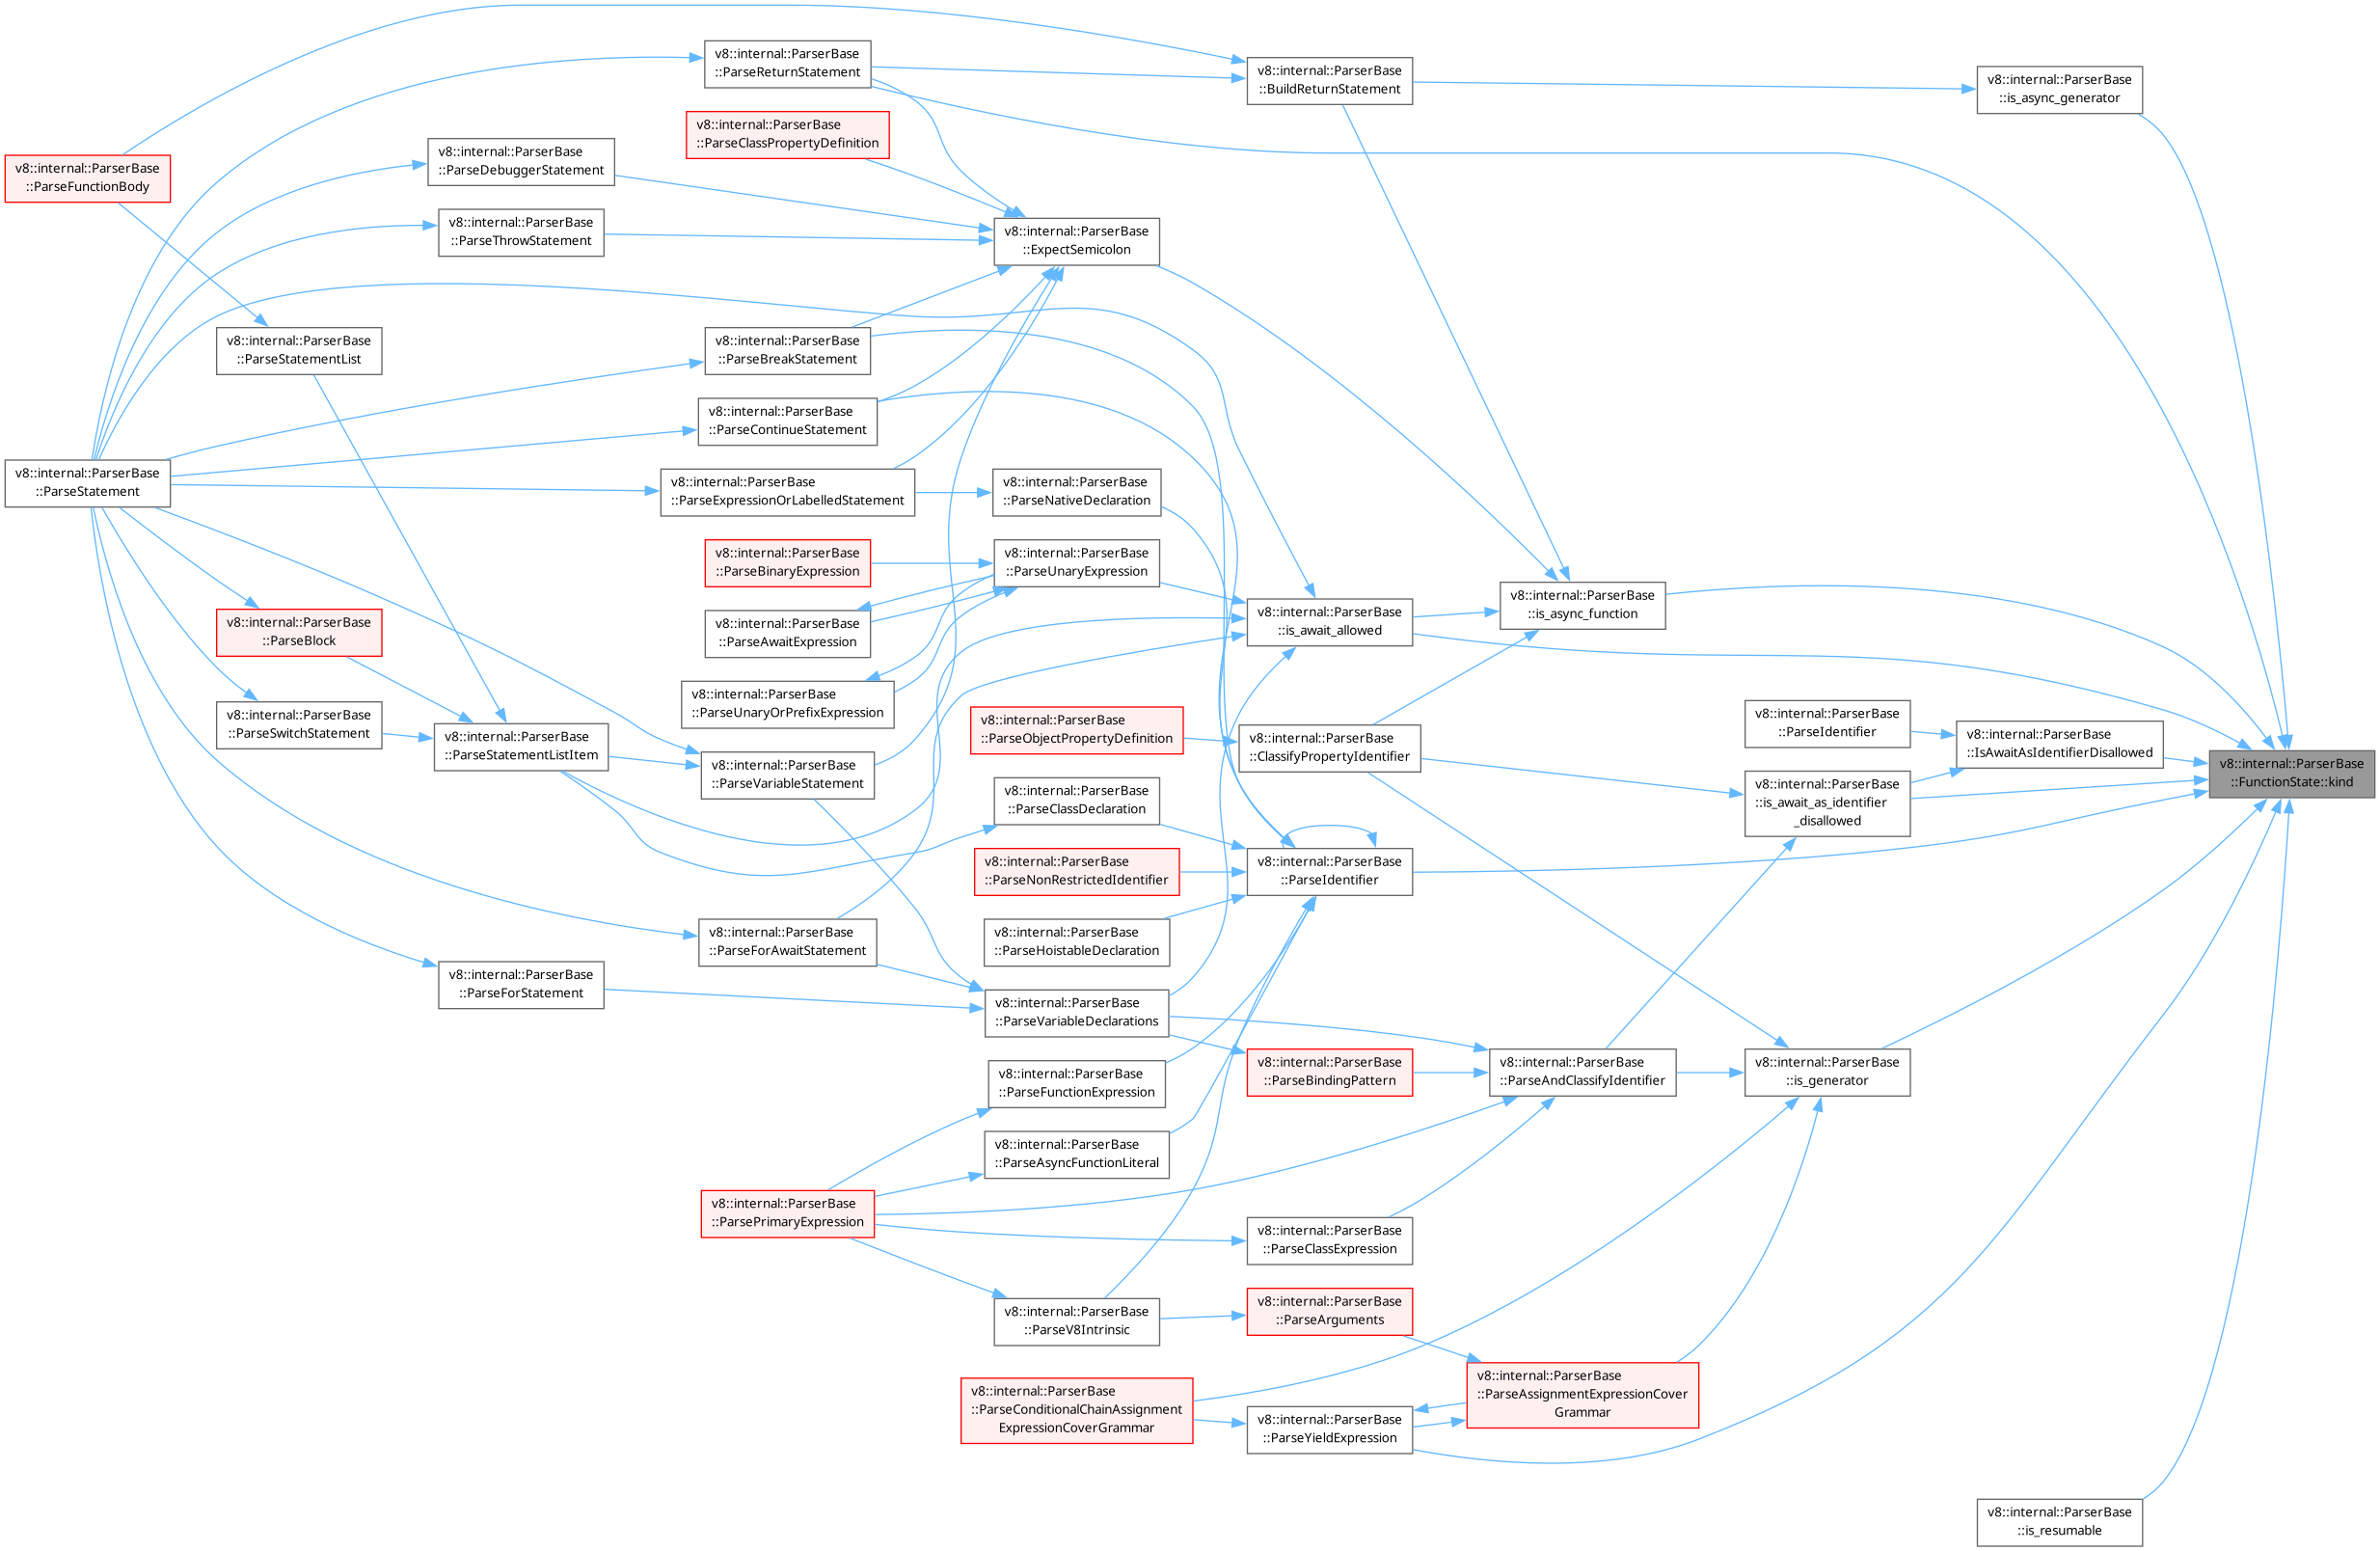 v8::internal::ParserBase
::ParseReturnStatement
v8::internal::ParserBase
::BuildReturnStatement
v8::internal::ParserBase
::is_async_generator
v8::internal::ParserBase
::ParseClassPropertyDefinition
v8::internal::ParserBase
::ParseFunctionBody
v8::internal::ParserBase
::ParseDebuggerStatement
v8::internal::ParserBase
::ParseThrowStatement
v8::internal::ParserBase
::ExpectSemicolon
v8::internal::ParserBase
::ParseStatementList
v8::internal::ParserBase
::ParseBreakStatement
v8::internal::ParserBase
::ParseContinueStatement
v8::internal::ParserBase
::ParseStatement
v8::internal::ParserBase
::ParseExpressionOrLabelledStatement
v8::internal::ParserBase
::ParseNativeDeclaration
v8::internal::ParserBase
::ParseBinaryExpression
v8::internal::ParserBase
::ParseUnaryExpression
v8::internal::ParserBase
::is_async_function
v8::internal::ParserBase
::ParseBlock
v8::internal::ParserBase
::ParseAwaitExpression
v8::internal::ParserBase
::is_await_allowed
v8::internal::ParserBase
::ParseUnaryOrPrefixExpression
v8::internal::ParserBase
::ParseSwitchStatement
v8::internal::ParserBase
::ParseStatementListItem
v8::internal::ParserBase
::ParseObjectPropertyDefinition
v8::internal::ParserBase
::ClassifyPropertyIdentifier
v8::internal::ParserBase
::ParseIdentifier
v8::internal::ParserBase
::IsAwaitAsIdentifierDisallowed
v8::internal::ParserBase
::FunctionState::kind
v8::internal::ParserBase
::ParseVariableStatement
v8::internal::ParserBase
::is_await_as_identifier
_disallowed
v8::internal::ParserBase
::ParseClassDeclaration
v8::internal::ParserBase
::ParseNonRestrictedIdentifier
v8::internal::ParserBase
::ParseIdentifier
v8::internal::ParserBase
::ParseForAwaitStatement
v8::internal::ParserBase
::ParseHoistableDeclaration
v8::internal::ParserBase
::ParseForStatement
v8::internal::ParserBase
::ParseVariableDeclarations
v8::internal::ParserBase
::ParseFunctionExpression
v8::internal::ParserBase
::ParseBindingPattern
v8::internal::ParserBase
::ParseAndClassifyIdentifier
v8::internal::ParserBase
::is_generator
v8::internal::ParserBase
::ParseAsyncFunctionLiteral
v8::internal::ParserBase
::ParsePrimaryExpression
v8::internal::ParserBase
::ParseClassExpression
v8::internal::ParserBase
::ParseV8Intrinsic
v8::internal::ParserBase
::ParseArguments
v8::internal::ParserBase
::ParseConditionalChainAssignment
ExpressionCoverGrammar
v8::internal::ParserBase
::ParseYieldExpression
v8::internal::ParserBase
::ParseAssignmentExpressionCover
Grammar
v8::internal::ParserBase
::is_resumable